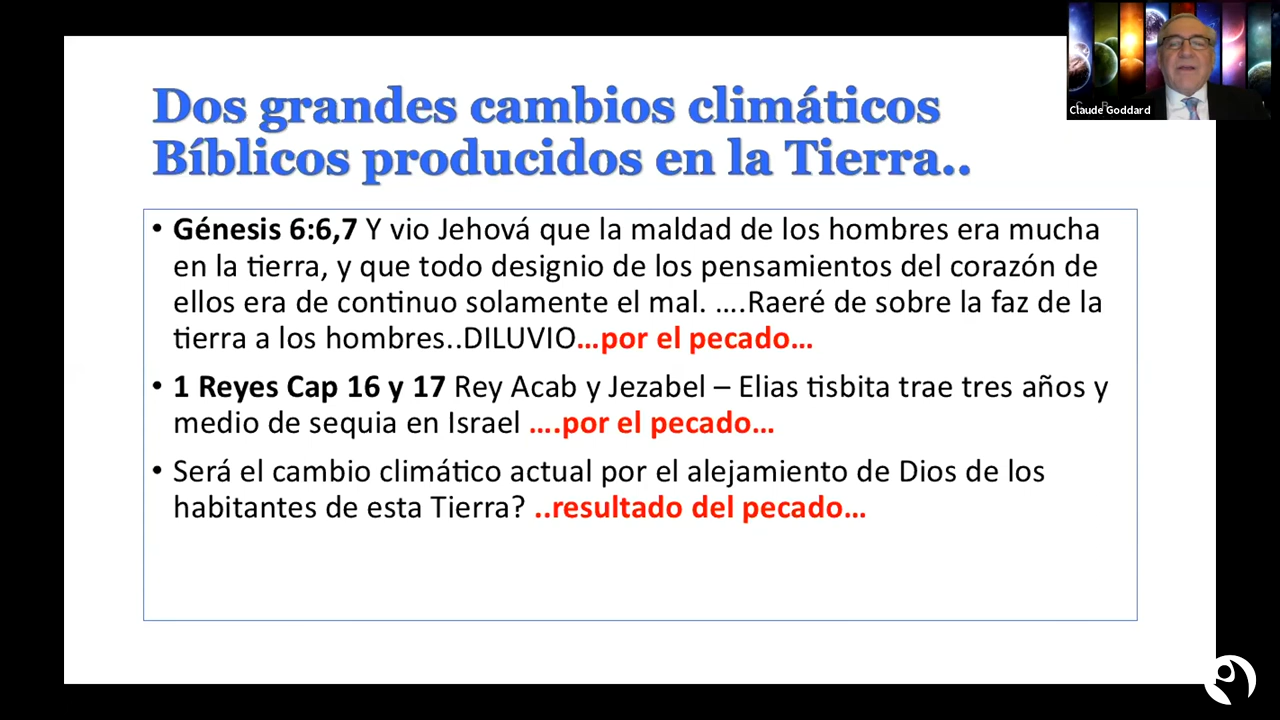 Dos grandes cambios climáticos
Bíblicos producidos en la Tierra..
Claude Goddard
• Génesis 6:6,7 Y vio Jehová que la maldad de los hombres era mucha
en la tierra, y que todo designio de los pensamientos del corazón de
ellos era de continuo solamente el mal. ....Raeré de sobre la faz de la
tierra a los hombres..DILUVIO...por el pecado...
• 1 Reyes Cap 16 y 17 Rey Acab y Jezabel – Elias tisbita trae tres años y
medio de sequia en Israel ....por el pecado...
• Será el cambio climático actual por el alejamiento de Dios de los
habitantes de esta Tierra? ..resultado del pecado...